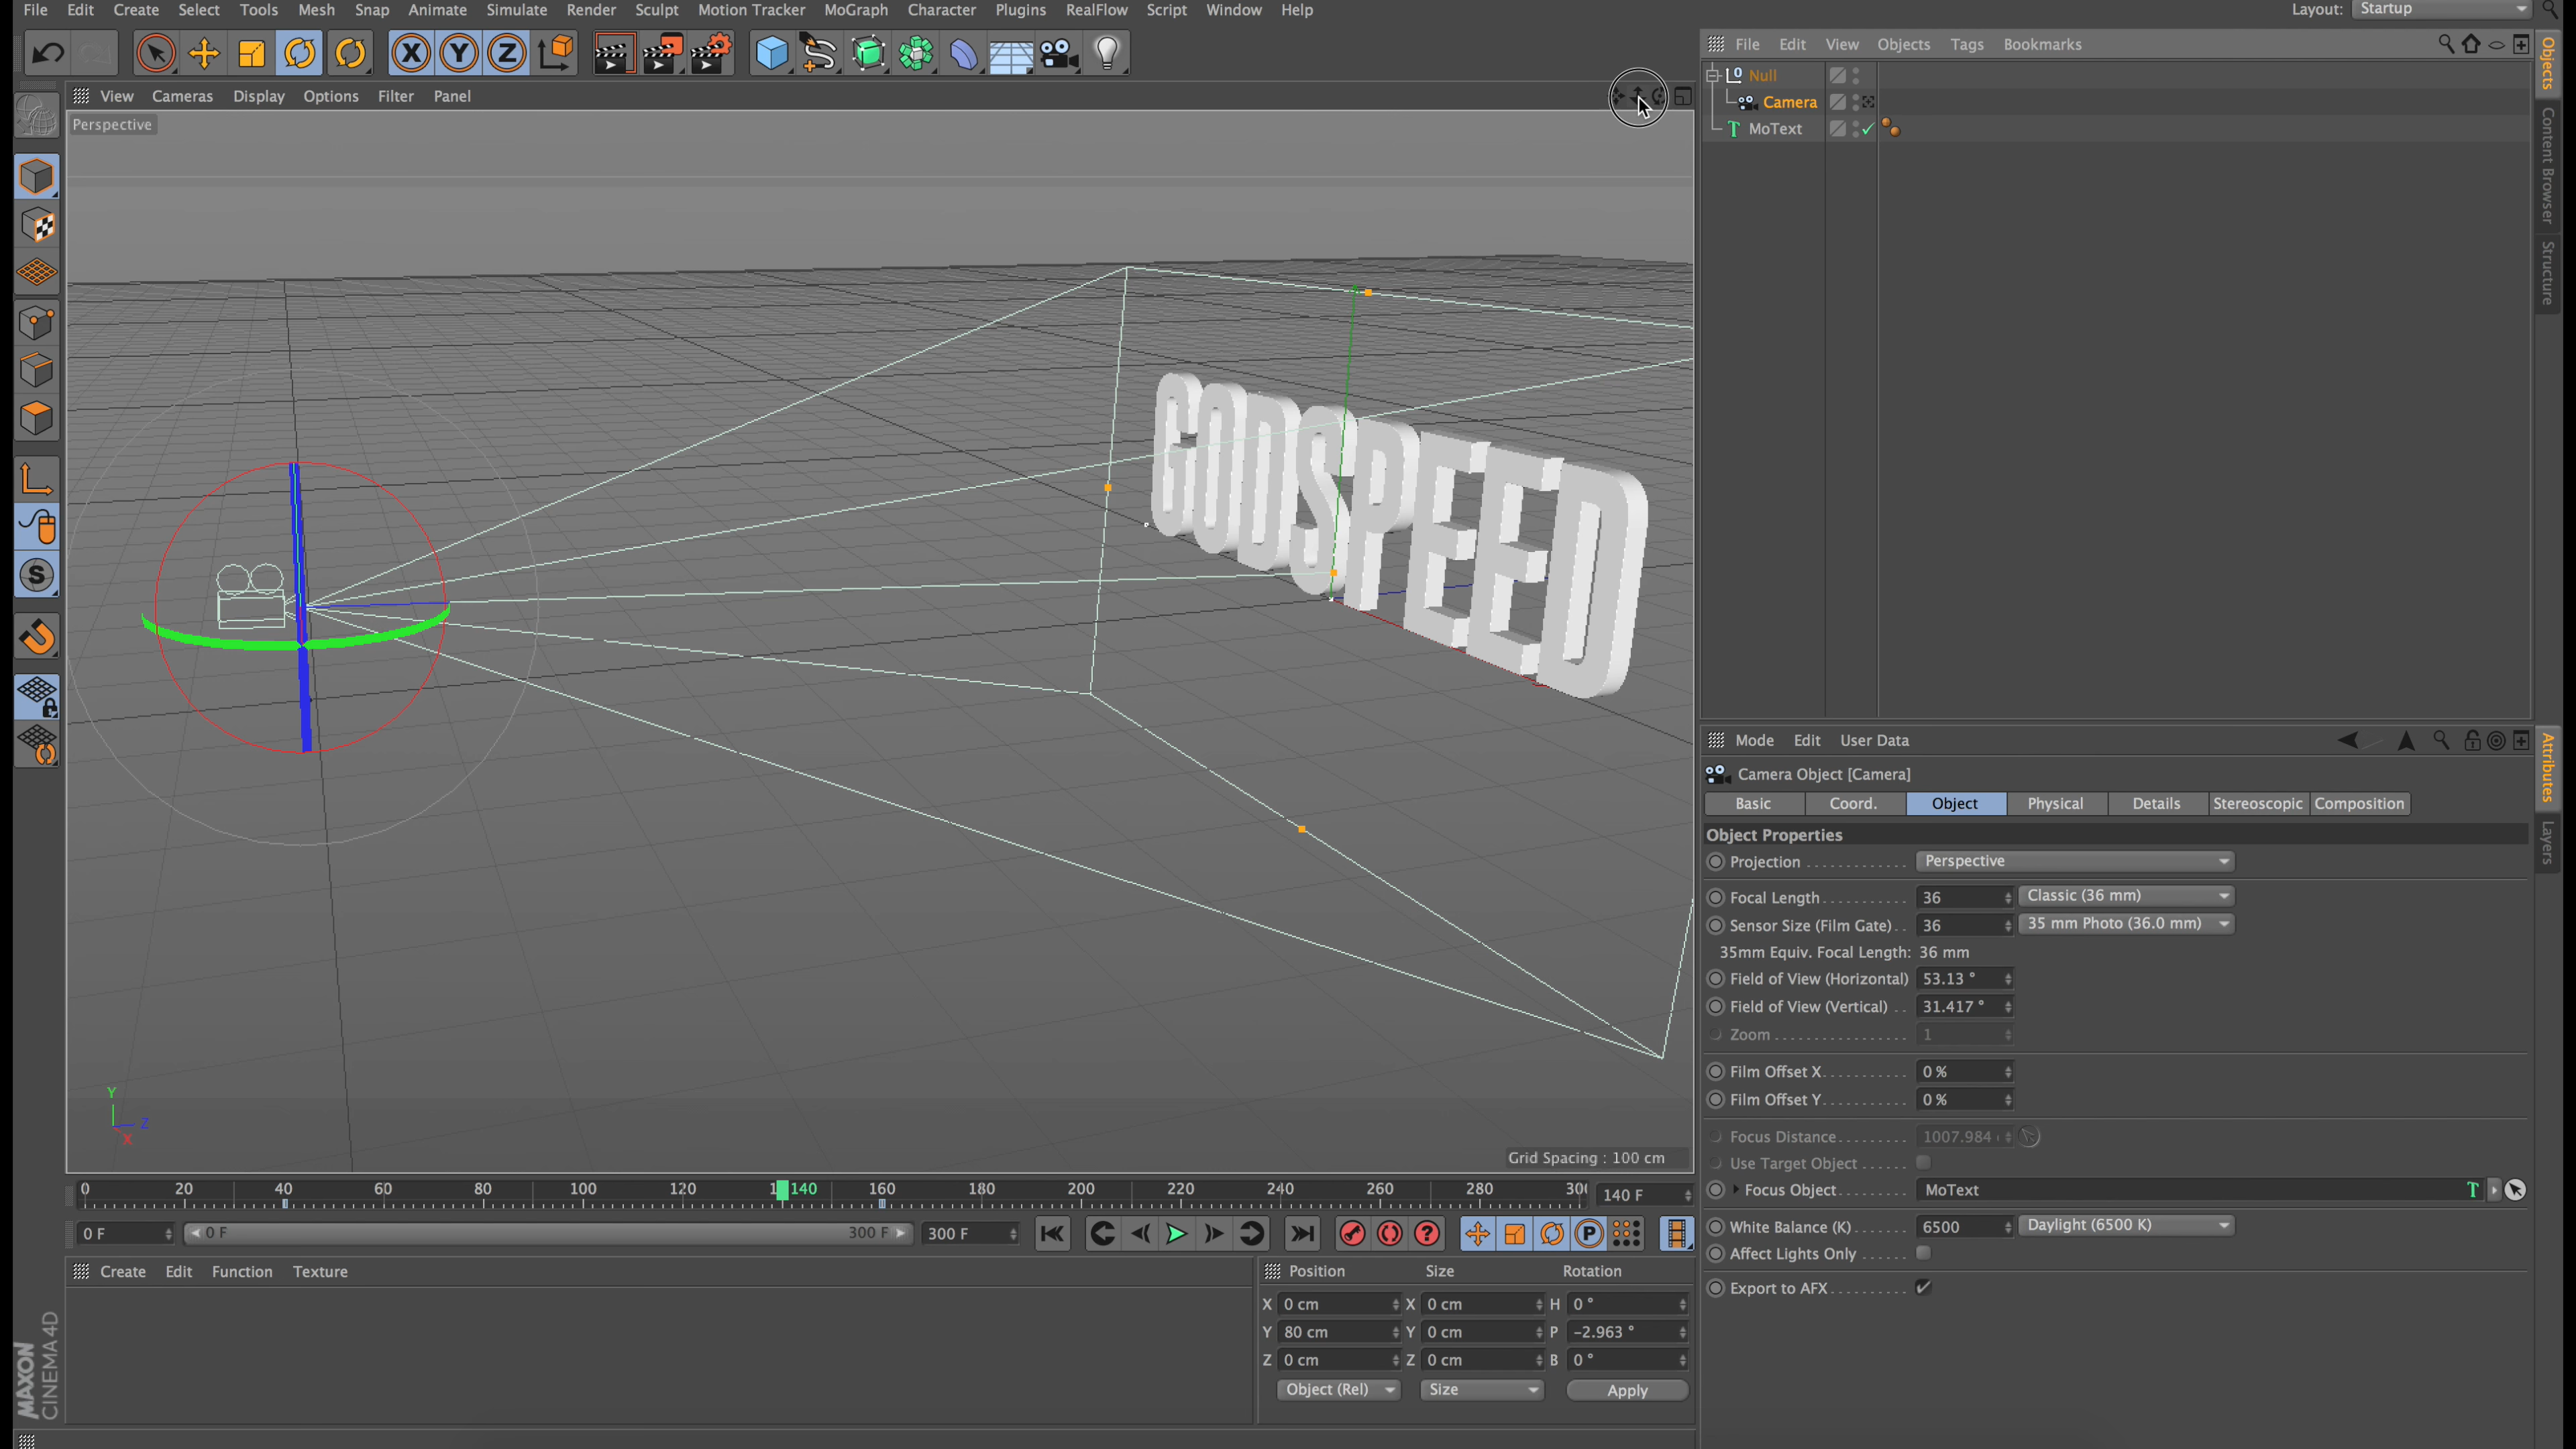 File Edit Create Select Tools Mesh Snap Animate Simulate Render Sculpt Motion Tracker MoGraph Character Plugins RealFlow Script Window Help
Layout: Startup
X Y Z
File Edit View Objects Tags Bookmarks
Null
Camera
MoText
Objects
Content Browser
Structure
View Cameras Display Options Filter Panel
Perspective
GODSPEED
S
Y
Z
X
Grid Spacing : 100 cm
0 20 40 60 80 100 120 140 160 180 200 220 240 260 280 300
140 F
0 F
0 F
300 F
300 F
P
Create Edit Function Texture
Position Size Rotation
X 0 cm X 0 cm H 0 °
Y 80 cm Y 0 cm P -2.963 °
Z 0 cm Z 0 cm B 0 °
Object (Rel) Size Apply
MAXON
CINEMA 4D
Mode Edit User Data
Attributes
Layers
Camera Object [Camera]
Basic Coord. Object Physical Details Stereoscopic Composition
Object Properties
Projection Perspective
Focal Length 36 Classic (36 mm)
Sensor Size (Film Gate) 36 35 mm Photo (36.0 mm)
35mm Equiv. Focal Length: 36 mm
Field of View (Horizontal) 53.13 °
Field of View (Vertical) 31.417 °
Zoom 1
Film Offset X 0 %
Film Offset Y 0 %
Focus Distance 1007.984
Use Target Object
Focus Object MoText
White Balance (K) 6500 Daylight (6500 K)
Affect Lights Only
Export to AFX